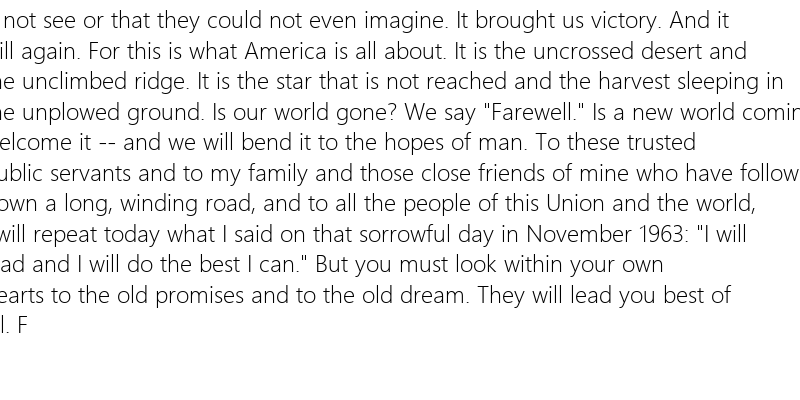 not see or that they could not even imagine. It brought us victory. And it
ill again. For this is what America is all about. It is the uncrossed desert and
he unclimbed ridge. It is the star that is not reached and the harvest sleeping in
he unplowed ground. Is our world gone? We say "Farewell." Is a new world comin
elcome it -- and we will bend it to the hopes of man. To these trusted
ublic servants and to my family and those close friends of mine who have follow
own a long, winding road, and to all the people of this Union and the world,
will repeat today what I said on that sorrowful day in November 1963: "I will
ad and I will do the best I can." But you must look within your own
earts to the old promises and to the old dream. They will lead you best of
l. F